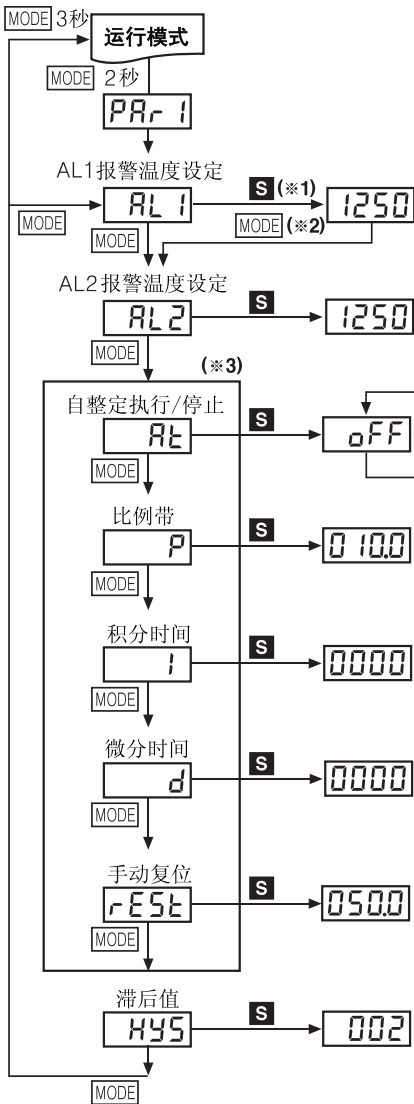 MODE 3秒
运行模式
MODE 2秒
PAr 1
AL1报警温度设定
AL 1 S (※1) 1250
MODE
MODE (※2)
MODE
AL2报警温度设定
AL2 S 1250
MODE
(※3)
自整定执行/停止
At S oFF
MODE
比例带
P S 010.0
MODE
积分时间
I S 0000
MODE
微分时间
d S 0000
MODE
手动复位
rESt S 050.0
MODE
滞后值
HYS S 002
MODE